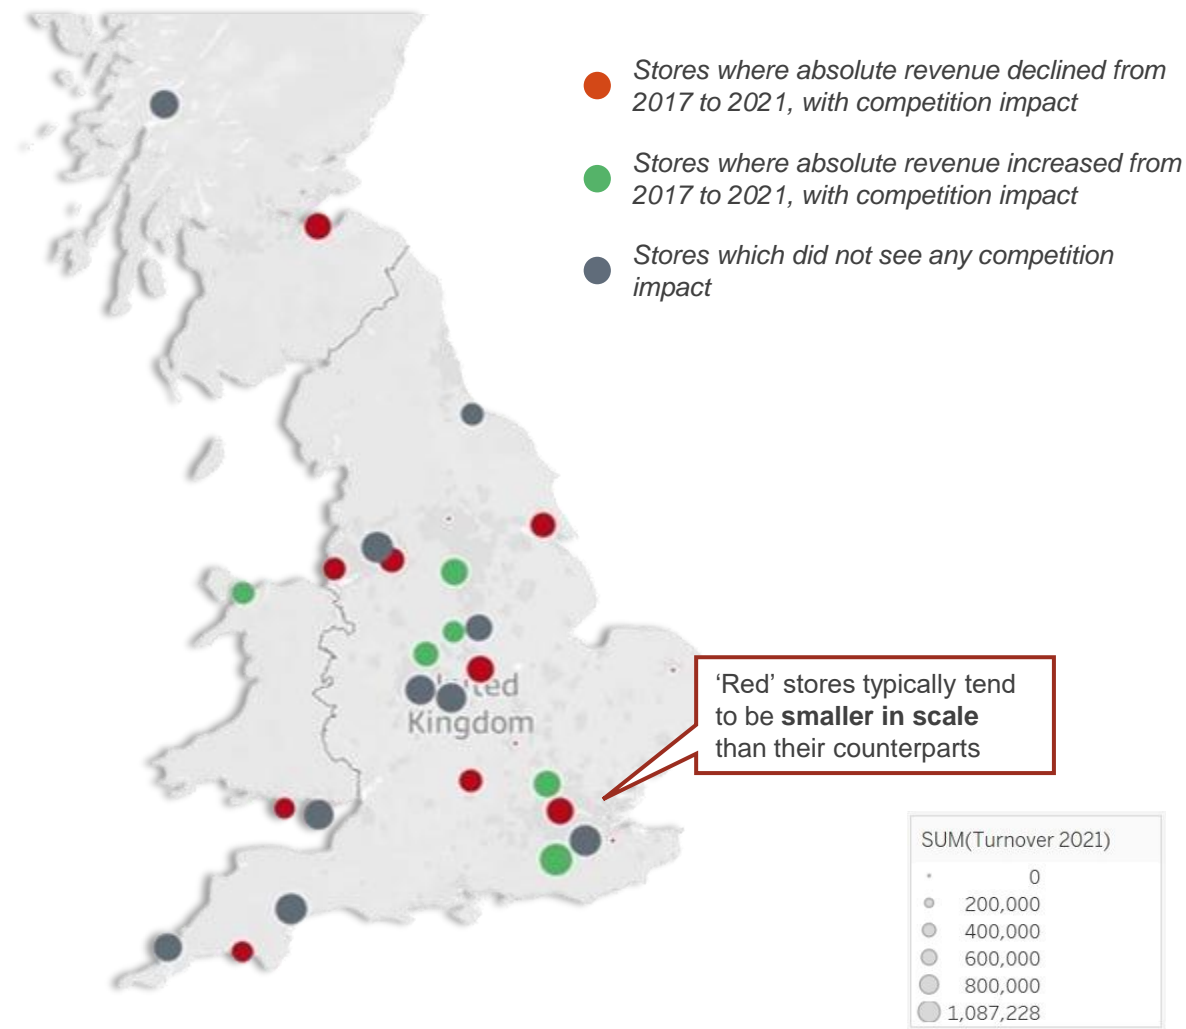 Stores where absolute revenue declined from
2017 to 2021, with competition impact
Stores where absolute revenue increased from
2017 to 2021, with competition impact
Stores which did not see any competition
impact
Kingdom
‘Red’ stores typically tend
to be smaller in scale
than their counterparts
SUM(Turnover 2021)
0
200,000
400,000
600,000
800,000
1,087,228